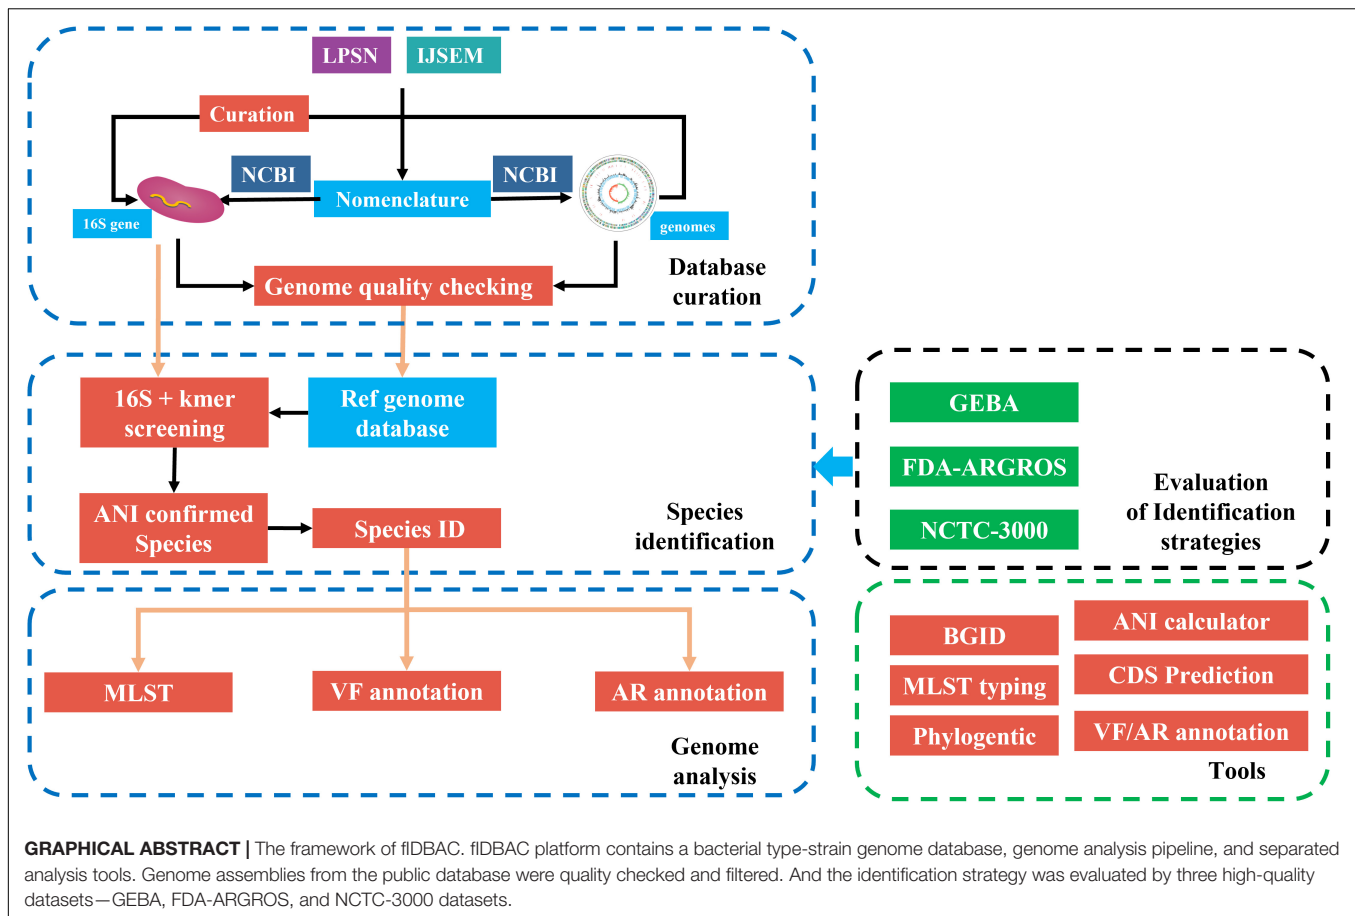 LPSN
IJSEM
Curation
NCBI
NCBI
Nomenclature
16S gene
genomes
Genome quality checking
Database
curation
16S + kmer
screening
Ref genome
database
ANI confirmed
Species
Species ID
Species
identification
GEBA
FDA-ARGROS
NCTC-3000
Evaluation
of Identification
strategies
MLST
VF annotation
AR annotation
Genome
analysis
BGID
MLST typing
Phylogentic
ANI calculator
CDS Prediction
VF/AR annotation
Tools
GRAPHICAL ABSTRACT | The framework of fIDBAC. fIDBAC platform contains a bacterial type-strain genome database, genome analysis pipeline, and separated
analysis tools. Genome assemblies from the public database were quality checked and filtered. And the identification strategy was evaluated by three high-quality
datasets—GEBA, FDA-ARGROS, and NCTC-3000 datasets.